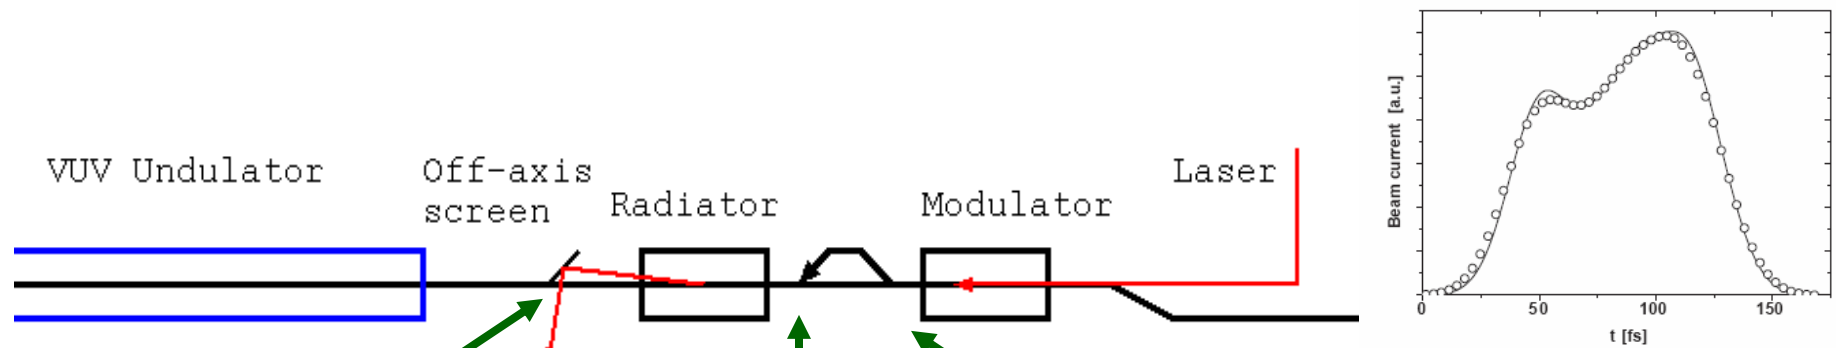 VUV Undulator
Off-axis
screen
Radiator
Modulator
Laser
Beam current [a.u.]
0
50
100
150
t [fs]